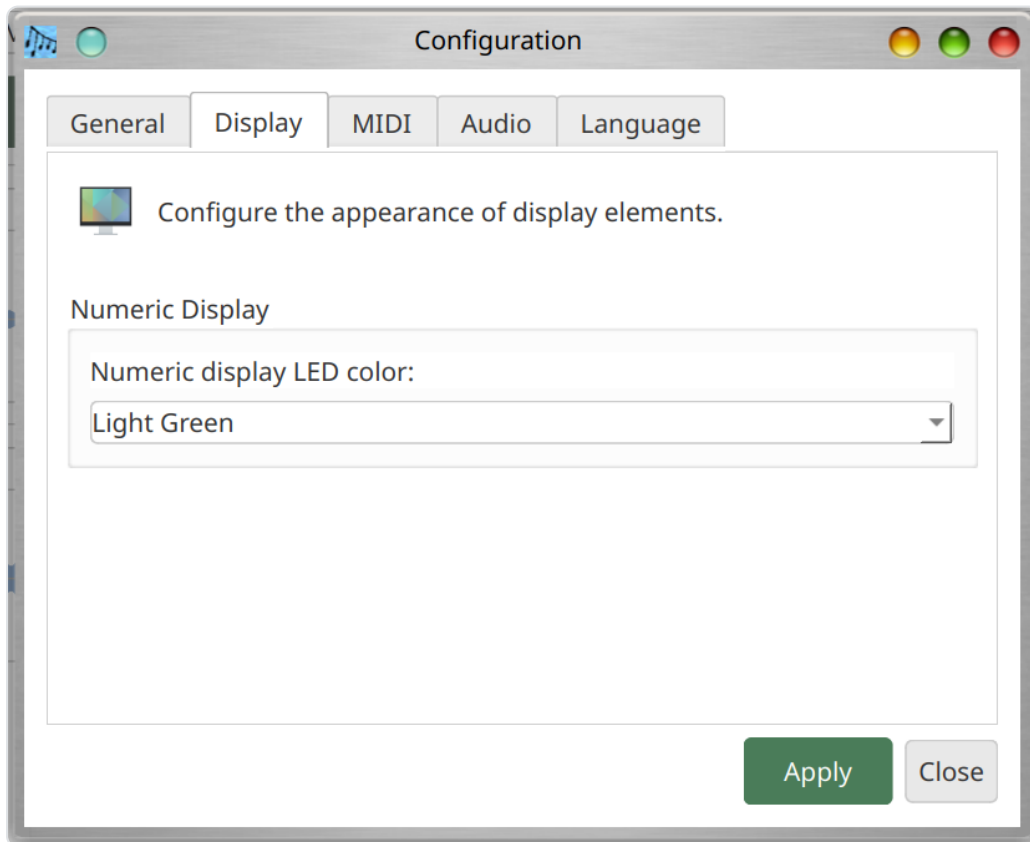 Configuration
General Display MIDI Audio Language
Configure the appearance of display elements.
Numeric Display
Numeric display LED color:
Light Green
Apply Close